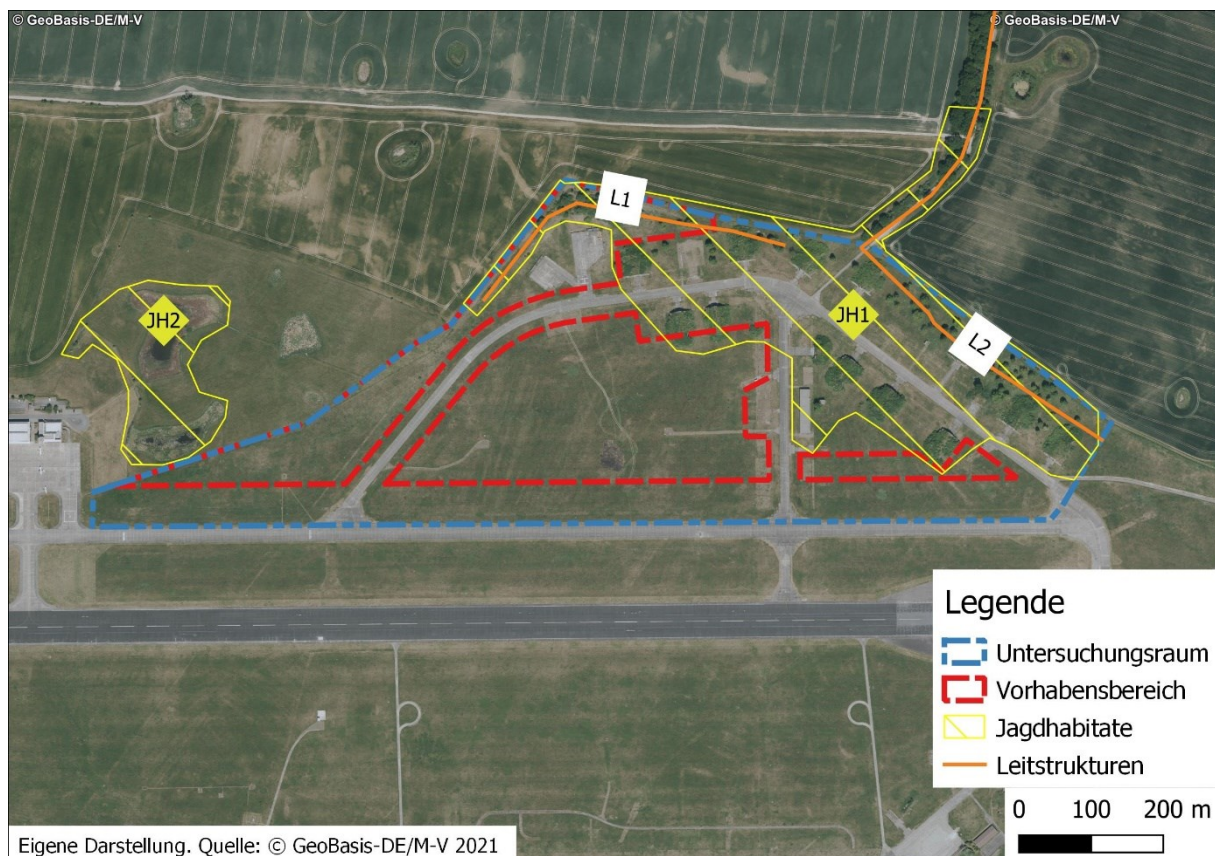 © GeoBasis-DE/M-V
© GeoBasis-DE/M-V
L1
JH2
JH1
L2
Legende
Untersuchungsraum
Vorhabensbereich
Jagdhabitate
Leitstrukturen
0 100 200 m
Eigene Darstellung. Quelle: © GeoBasis-DE/M-V 2021